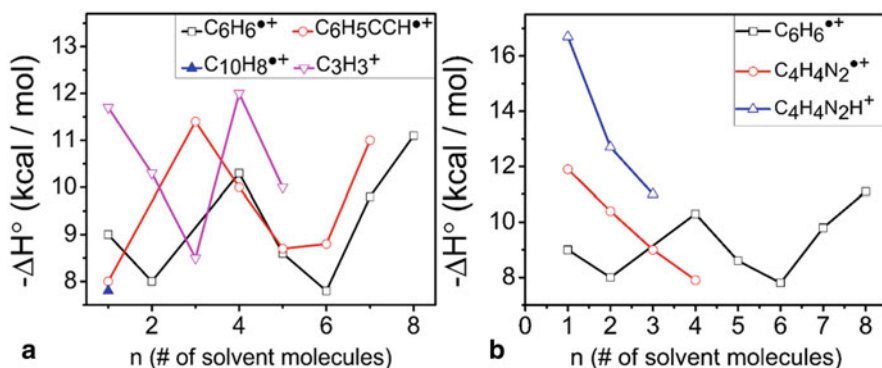 C6H6•+ C6H5CCH•+
C10H8•+ C3H3+
13
12
11
10
9
8
-ΔH° (kcal / mol)
2 4 6 8
n (# of solvent molecules)
a
C6H6•+
C4H4N2•+
C4H4N2H+
16
14
12
10
8
-ΔH° (kcal / mol)
0 1 2 3 4 5 6 7 8
n (# of solvent molecules)
b